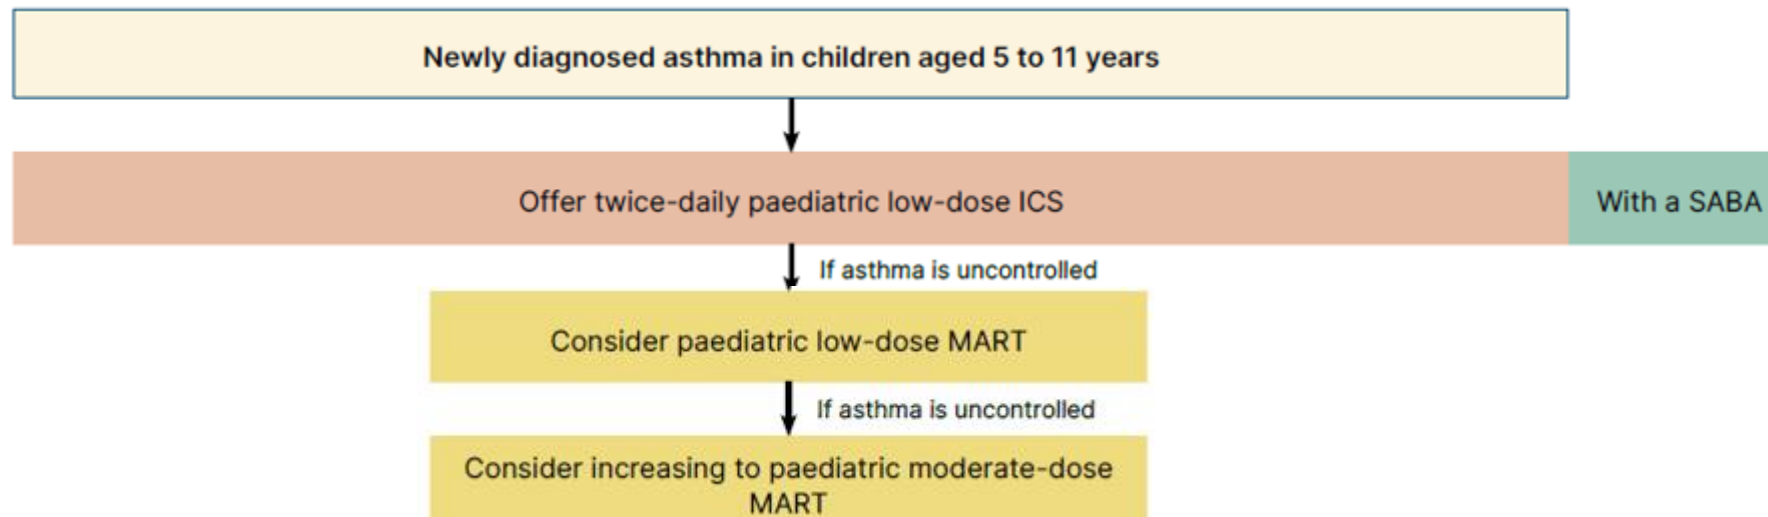 Newly diagnosed asthma in children aged 5 to 11 years
Offer twice-daily paediatric low-dose ICS
With a SABA
If asthma is uncontrolled
Consider paediatric low-dose MART
If asthma is uncontrolled
Consider increasing to paediatric moderate-dose
MART